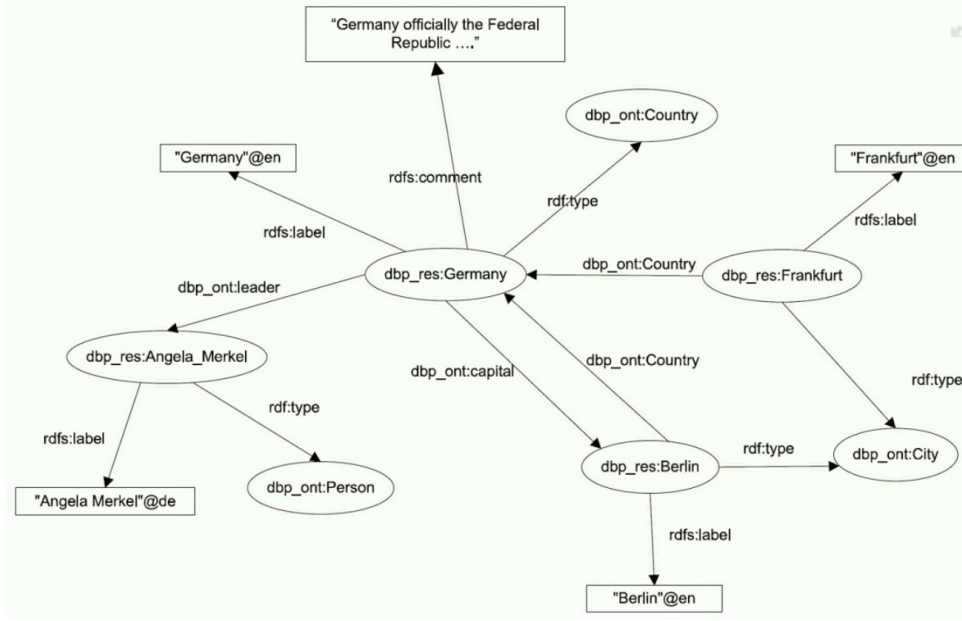 “Germany officially the Federal
Republic ….”
dbp_ont:Country
"Germany"@en
"Frankfurt"@en
rdfs:comment
rdf:type
rdfs:label
rdfs:label
dbp_ont:Country
dbp_res:Germany
dbp_res:Frankfurt
dbp_ont:leader
dbp_res:Angela_Merkel
dbp_ont:Country
dbp_ont:capital
rdf:type
rdf:type
rdfs:label
rdf:type
dbp_ont:City
dbp_res:Berlin
dbp_ont:Person
"Angela Merkel"@de
rdfs:label
"Berlin"@en